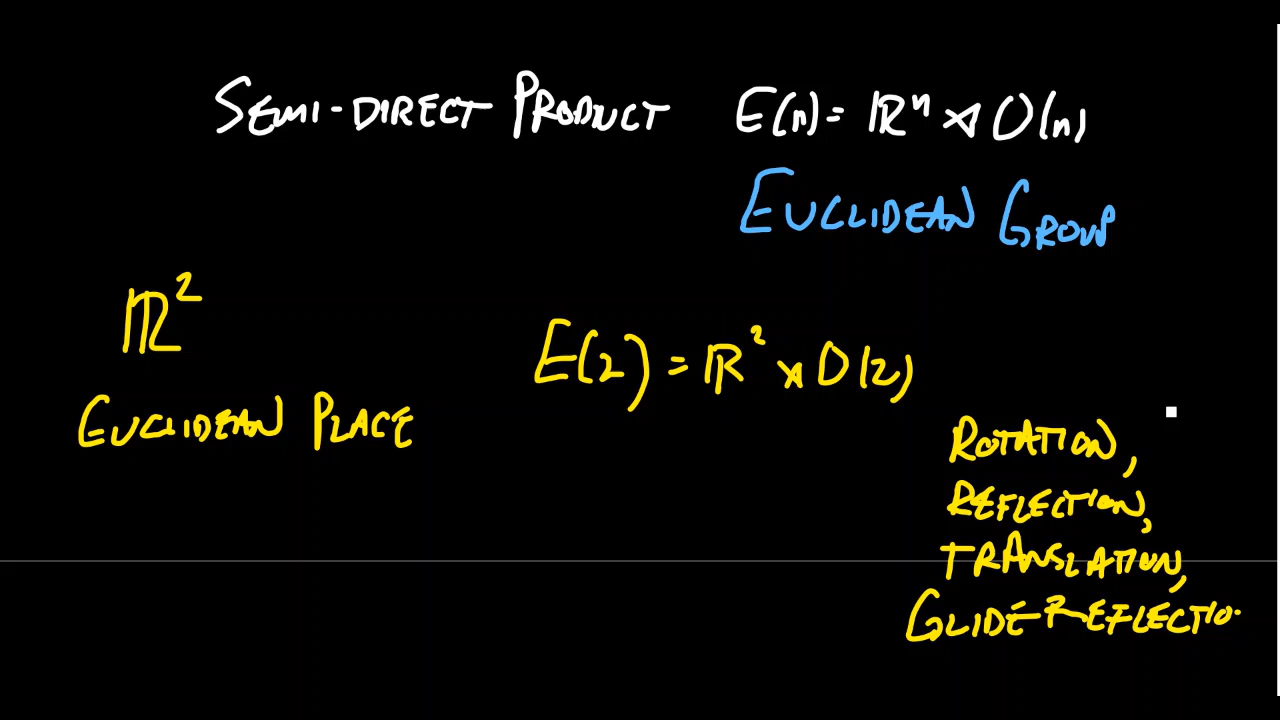 SEMI-DIRECT PRODUCT E(n) = ℝⁿ ⋊ O(n)
EUCLIDEAN GROUP
ℝ²
E(2) = ℝ² ⋊ O(2)
EUCLIDEAN PLACE
ROTATION,
REFLECTION,
TRANSLATION,
GLIDE REFLECTIO